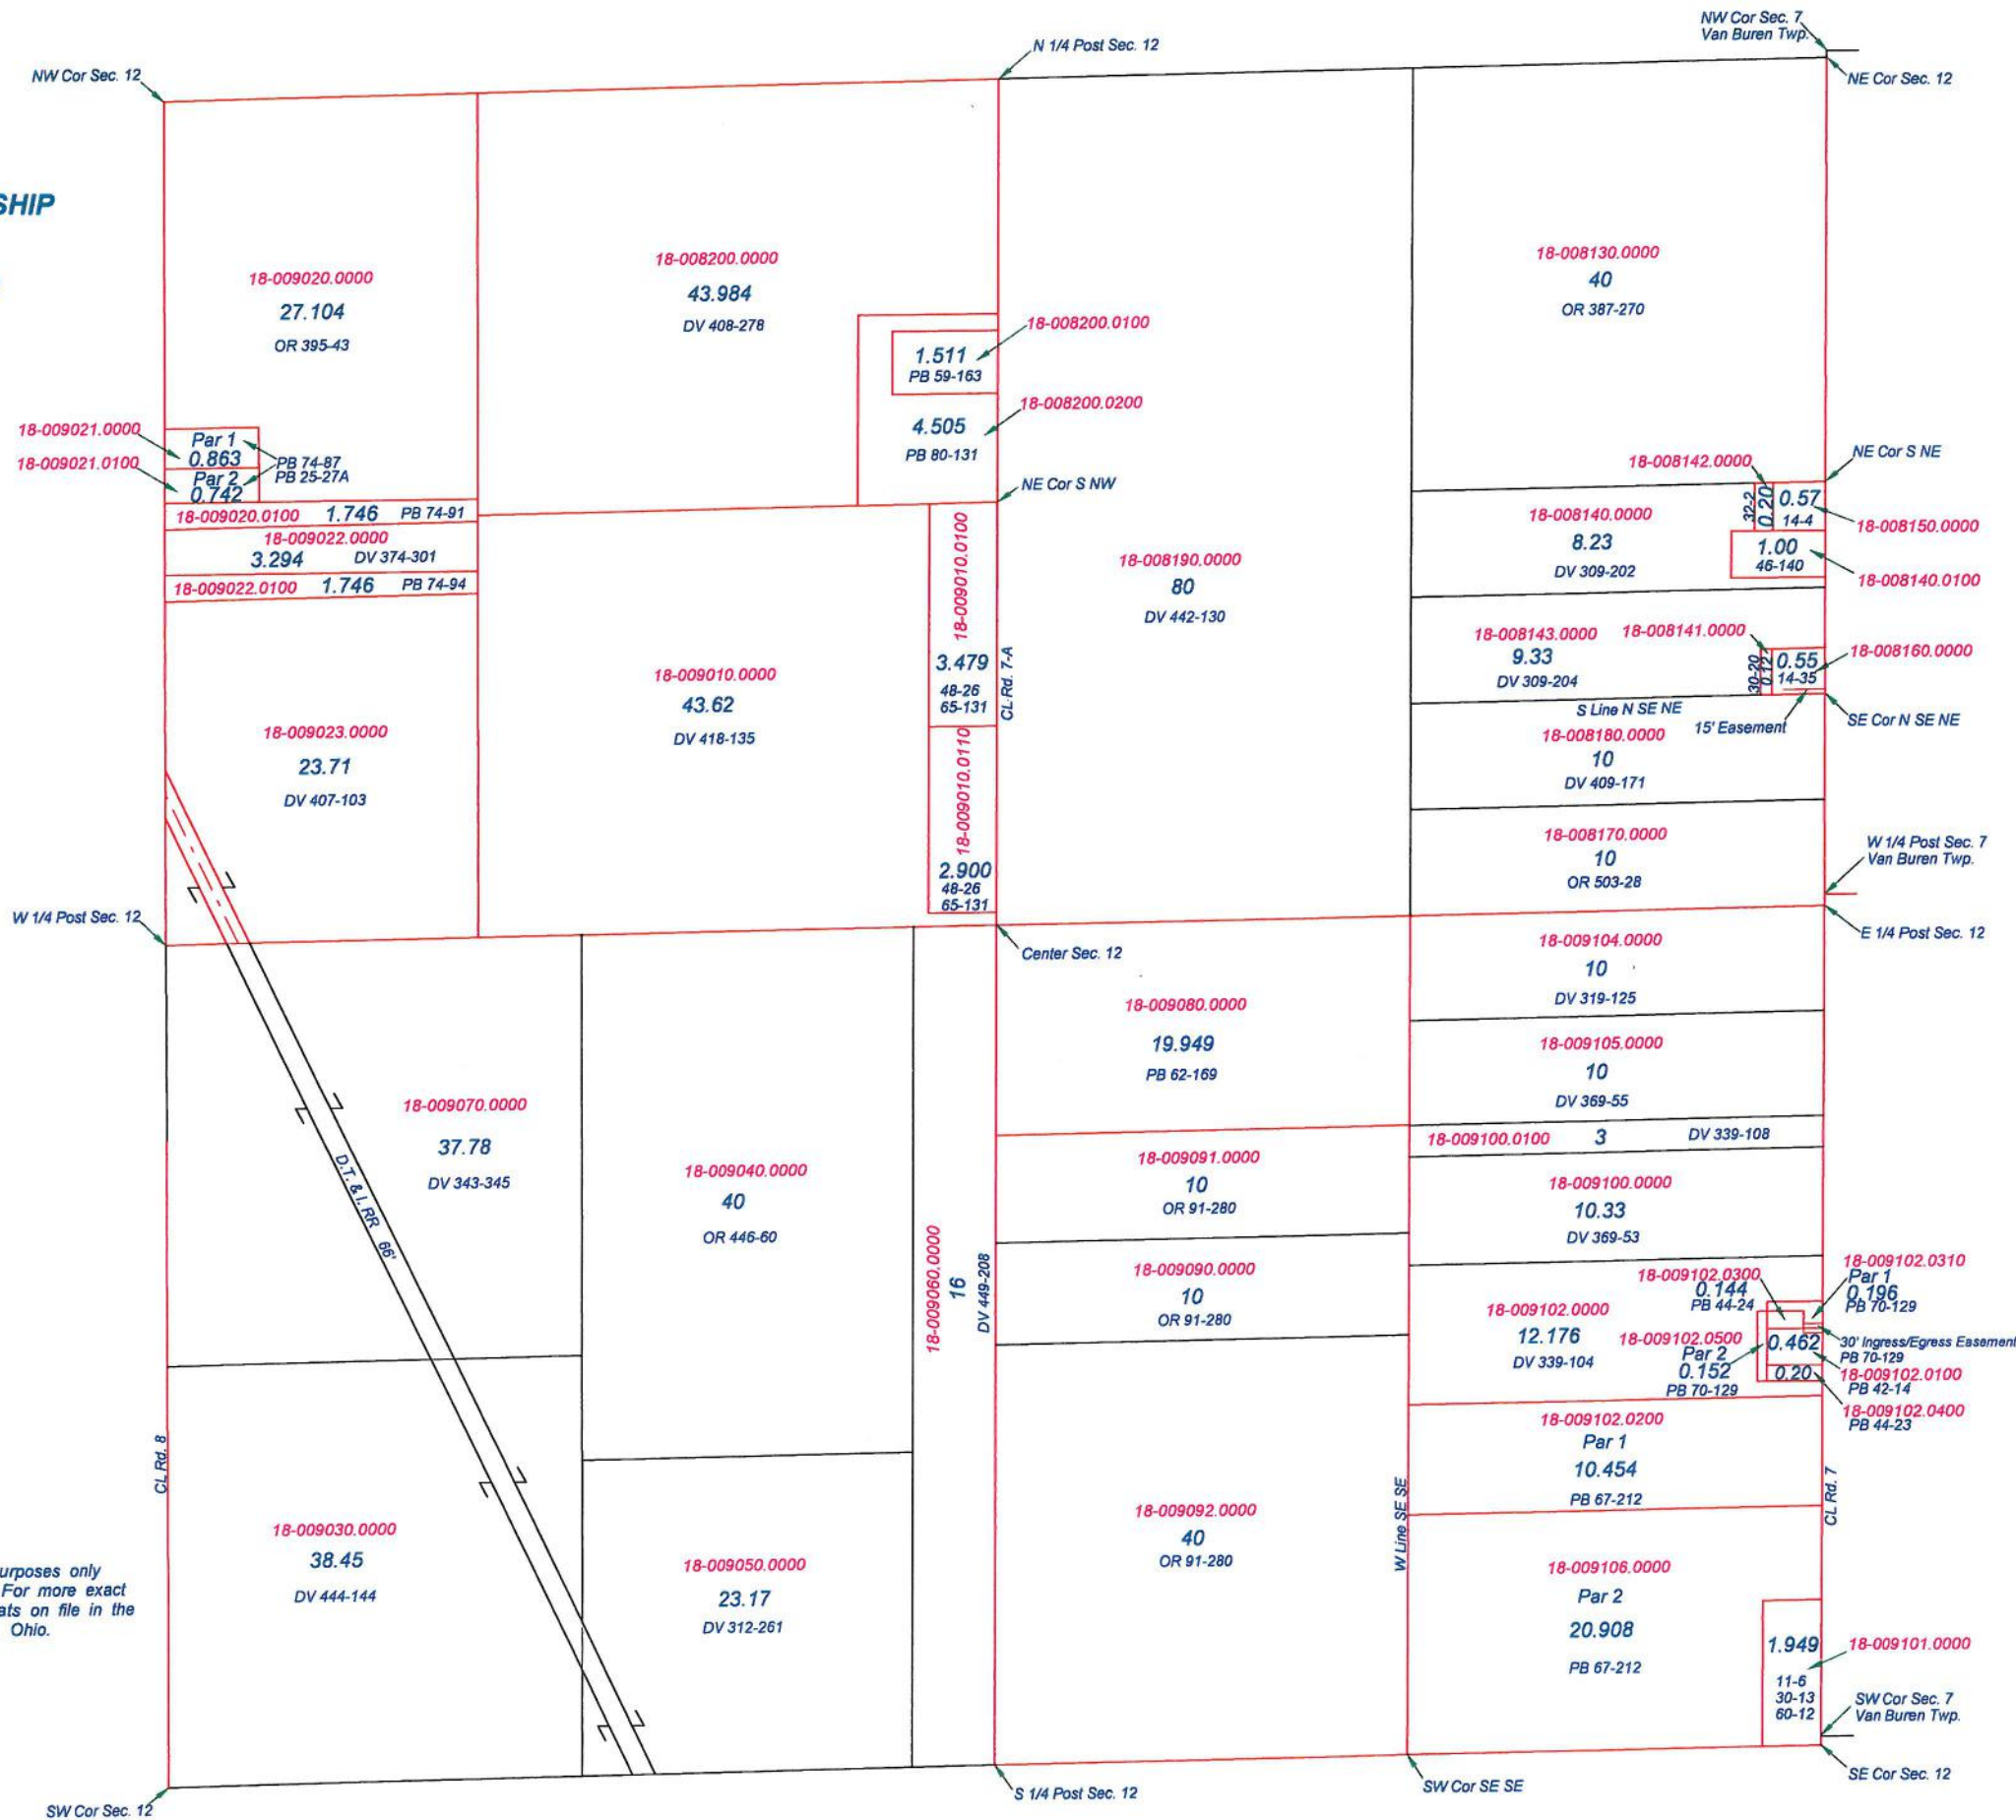 NW Cor Sec. 7
Van Buren Twp.
N 1/4 Post Sec. 12
NW Cor Sec. 12
NE Cor Sec. 12
SHIP
18-009020.0000
27.104
OR 395-43
18-008200.0000
43.984
DV 408-278
18-008130.0000
40
OR 387-270
18-008200.0100
1.511
PB 59-163
18-008200.0200
4.505
PB 80-131
18-009021.0000
Par 1
0.863
PB 74-87
18-009021.0100
Par 2
PB 25-27A
0.742
18-009020.0100 1.746 PB 74-91
18-009022.0000
3.294 DV 374-301
18-009022.0100 1.746 PB 74-94
NE Cor S NW
NE Cor S NE
18-008142.0000
32-2
0.20
0.57
14-4
18-008150.0000
18-008140.0000
8.23
DV 309-202
1.00
46-140
18-008140.0100
18-008190.0000
80
DV 442-130
18-009010.0100
3.479
48-26
65-131
CL Rd. 7-A
18-009010.0000
43.62
DV 418-135
18-008143.0000
9.33
DV 309-204
18-008141.0000
30-20
0.12
0.55
14-35
18-008160.0000
S Line N SE NE
15' Easement
SE Cor N SE NE
18-009023.0000
23.71
DV 407-103
18-008180.0000
10
DV 409-171
18-009010.0110
2.900
48-26
65-131
18-008170.0000
10
OR 503-28
W 1/4 Post Sec. 7
Van Buren Twp.
W 1/4 Post Sec. 12
Center Sec. 12
E 1/4 Post Sec. 12
18-009104.0000
10
DV 319-125
18-009080.0000
19.949
PB 62-169
18-009105.0000
10
DV 369-55
18-009070.0000
37.78
DV 343-345
D.T. & I. RR 66'
18-009100.0100 3 DV 339-108
18-009040.0000
40
OR 446-60
18-009091.0000
10
OR 91-280
18-009100.0000
10.33
DV 369-53
18-009060.0000
16
DV 449-208
18-009090.0000
10
OR 91-280
18-009102.0300
0.144
PB 44-24
18-009102.0310
Par 1
0.196
PB 70-129
18-009102.0000
12.176
DV 339-104
18-009102.0500
Par 2
0.152
PB 70-129
0.462
30' Ingress/Egress Easement
PB 70-129
0.20
18-009102.0100
PB 42-14
18-009102.0400
PB 44-23
18-009102.0200
Par 1
10.454
PB 67-212
CL Rd. 8
W Line SE SE
CL Rd. 7
18-009030.0000
38.45
DV 444-144
18-009050.0000
23.17
DV 312-261
18-009092.0000
40
OR 91-280
18-009106.0000
Par 2
20.908
PB 67-212
urposes only
For more exact
ats on file in the
Ohio.
1.949
11-6
30-13
60-12
18-009101.0000
SW Cor Sec. 7
Van Buren Twp.
SW Cor Sec. 12
S 1/4 Post Sec. 12
SW Cor SE SE
SE Cor Sec. 12